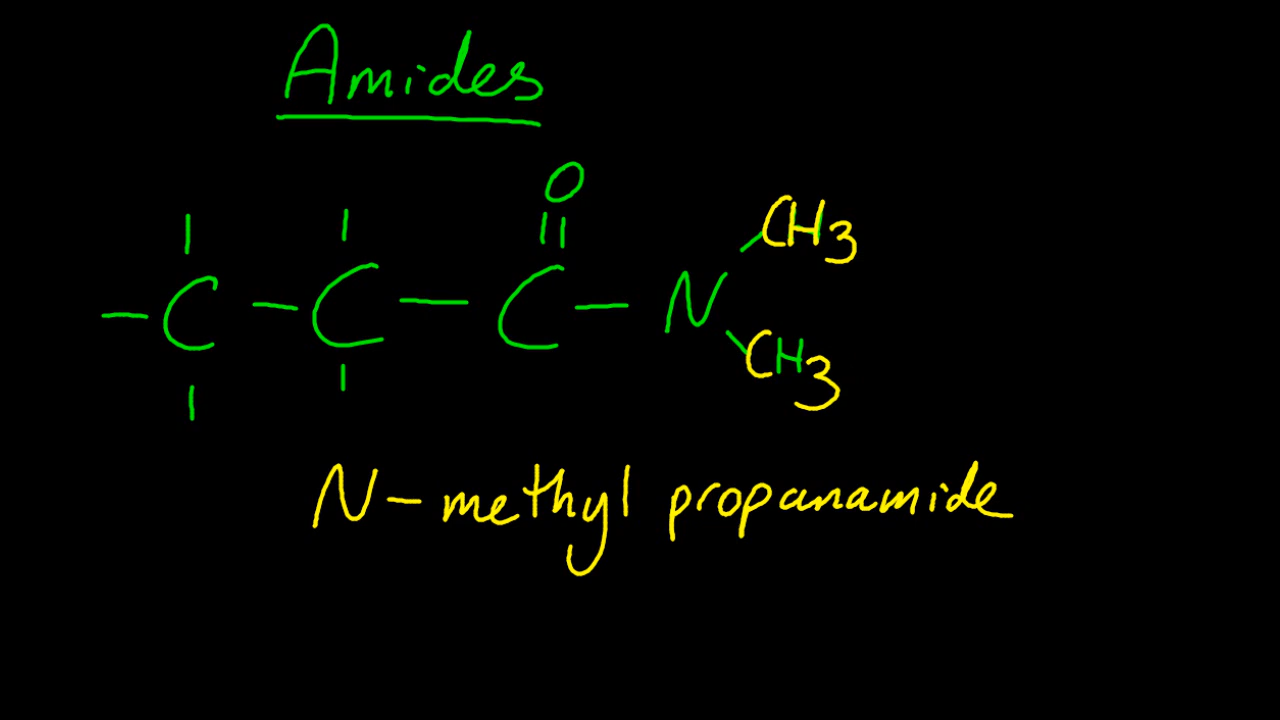 Amides
O
CH3
C - C - C - N
CH3
N-methyl propanamide